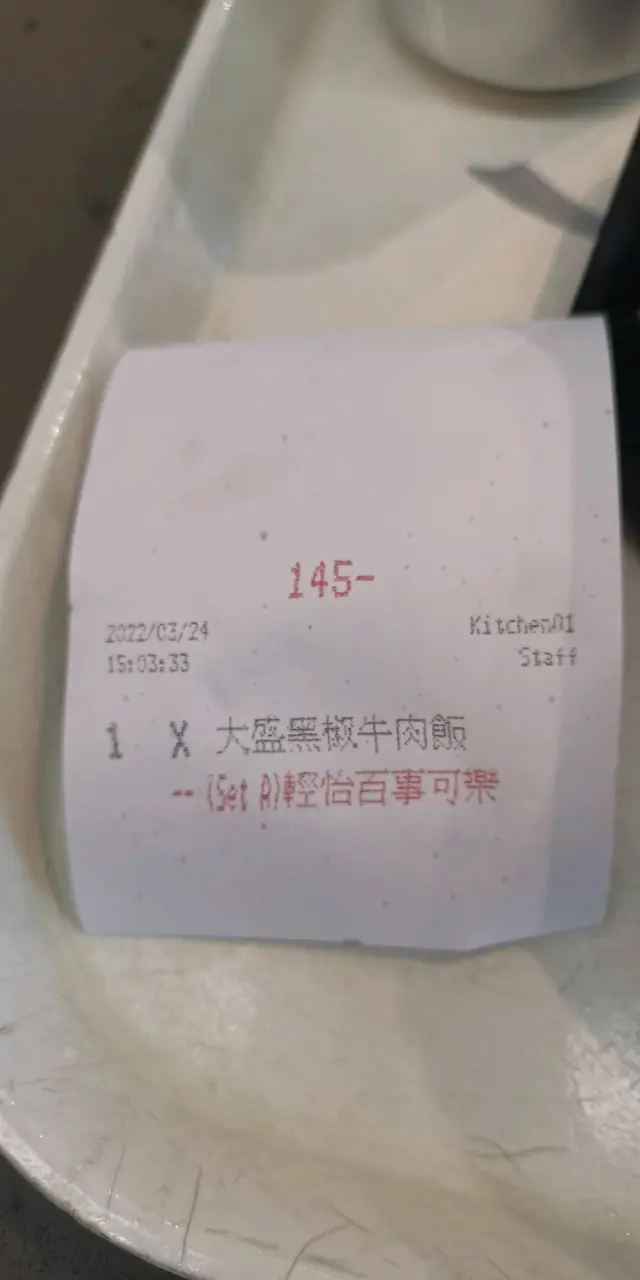 145-
2022/03/24 Kitchen01
15:03:33 Staff
1 X 大盛黑椒牛肉飯
-- (Set A)輕怡百事可樂